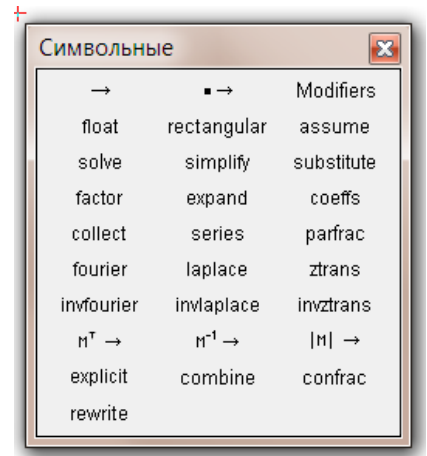 Символьные
→ ▪ → Modifiers
float rectangular assume
solve simplify substitute
factor expand coeffs
collect series parfrac
fourier laplace ztrans
invfourier invlaplace invztrans
Mᵀ → M⁻¹ → |M| →
explicit combine confrac
rewrite